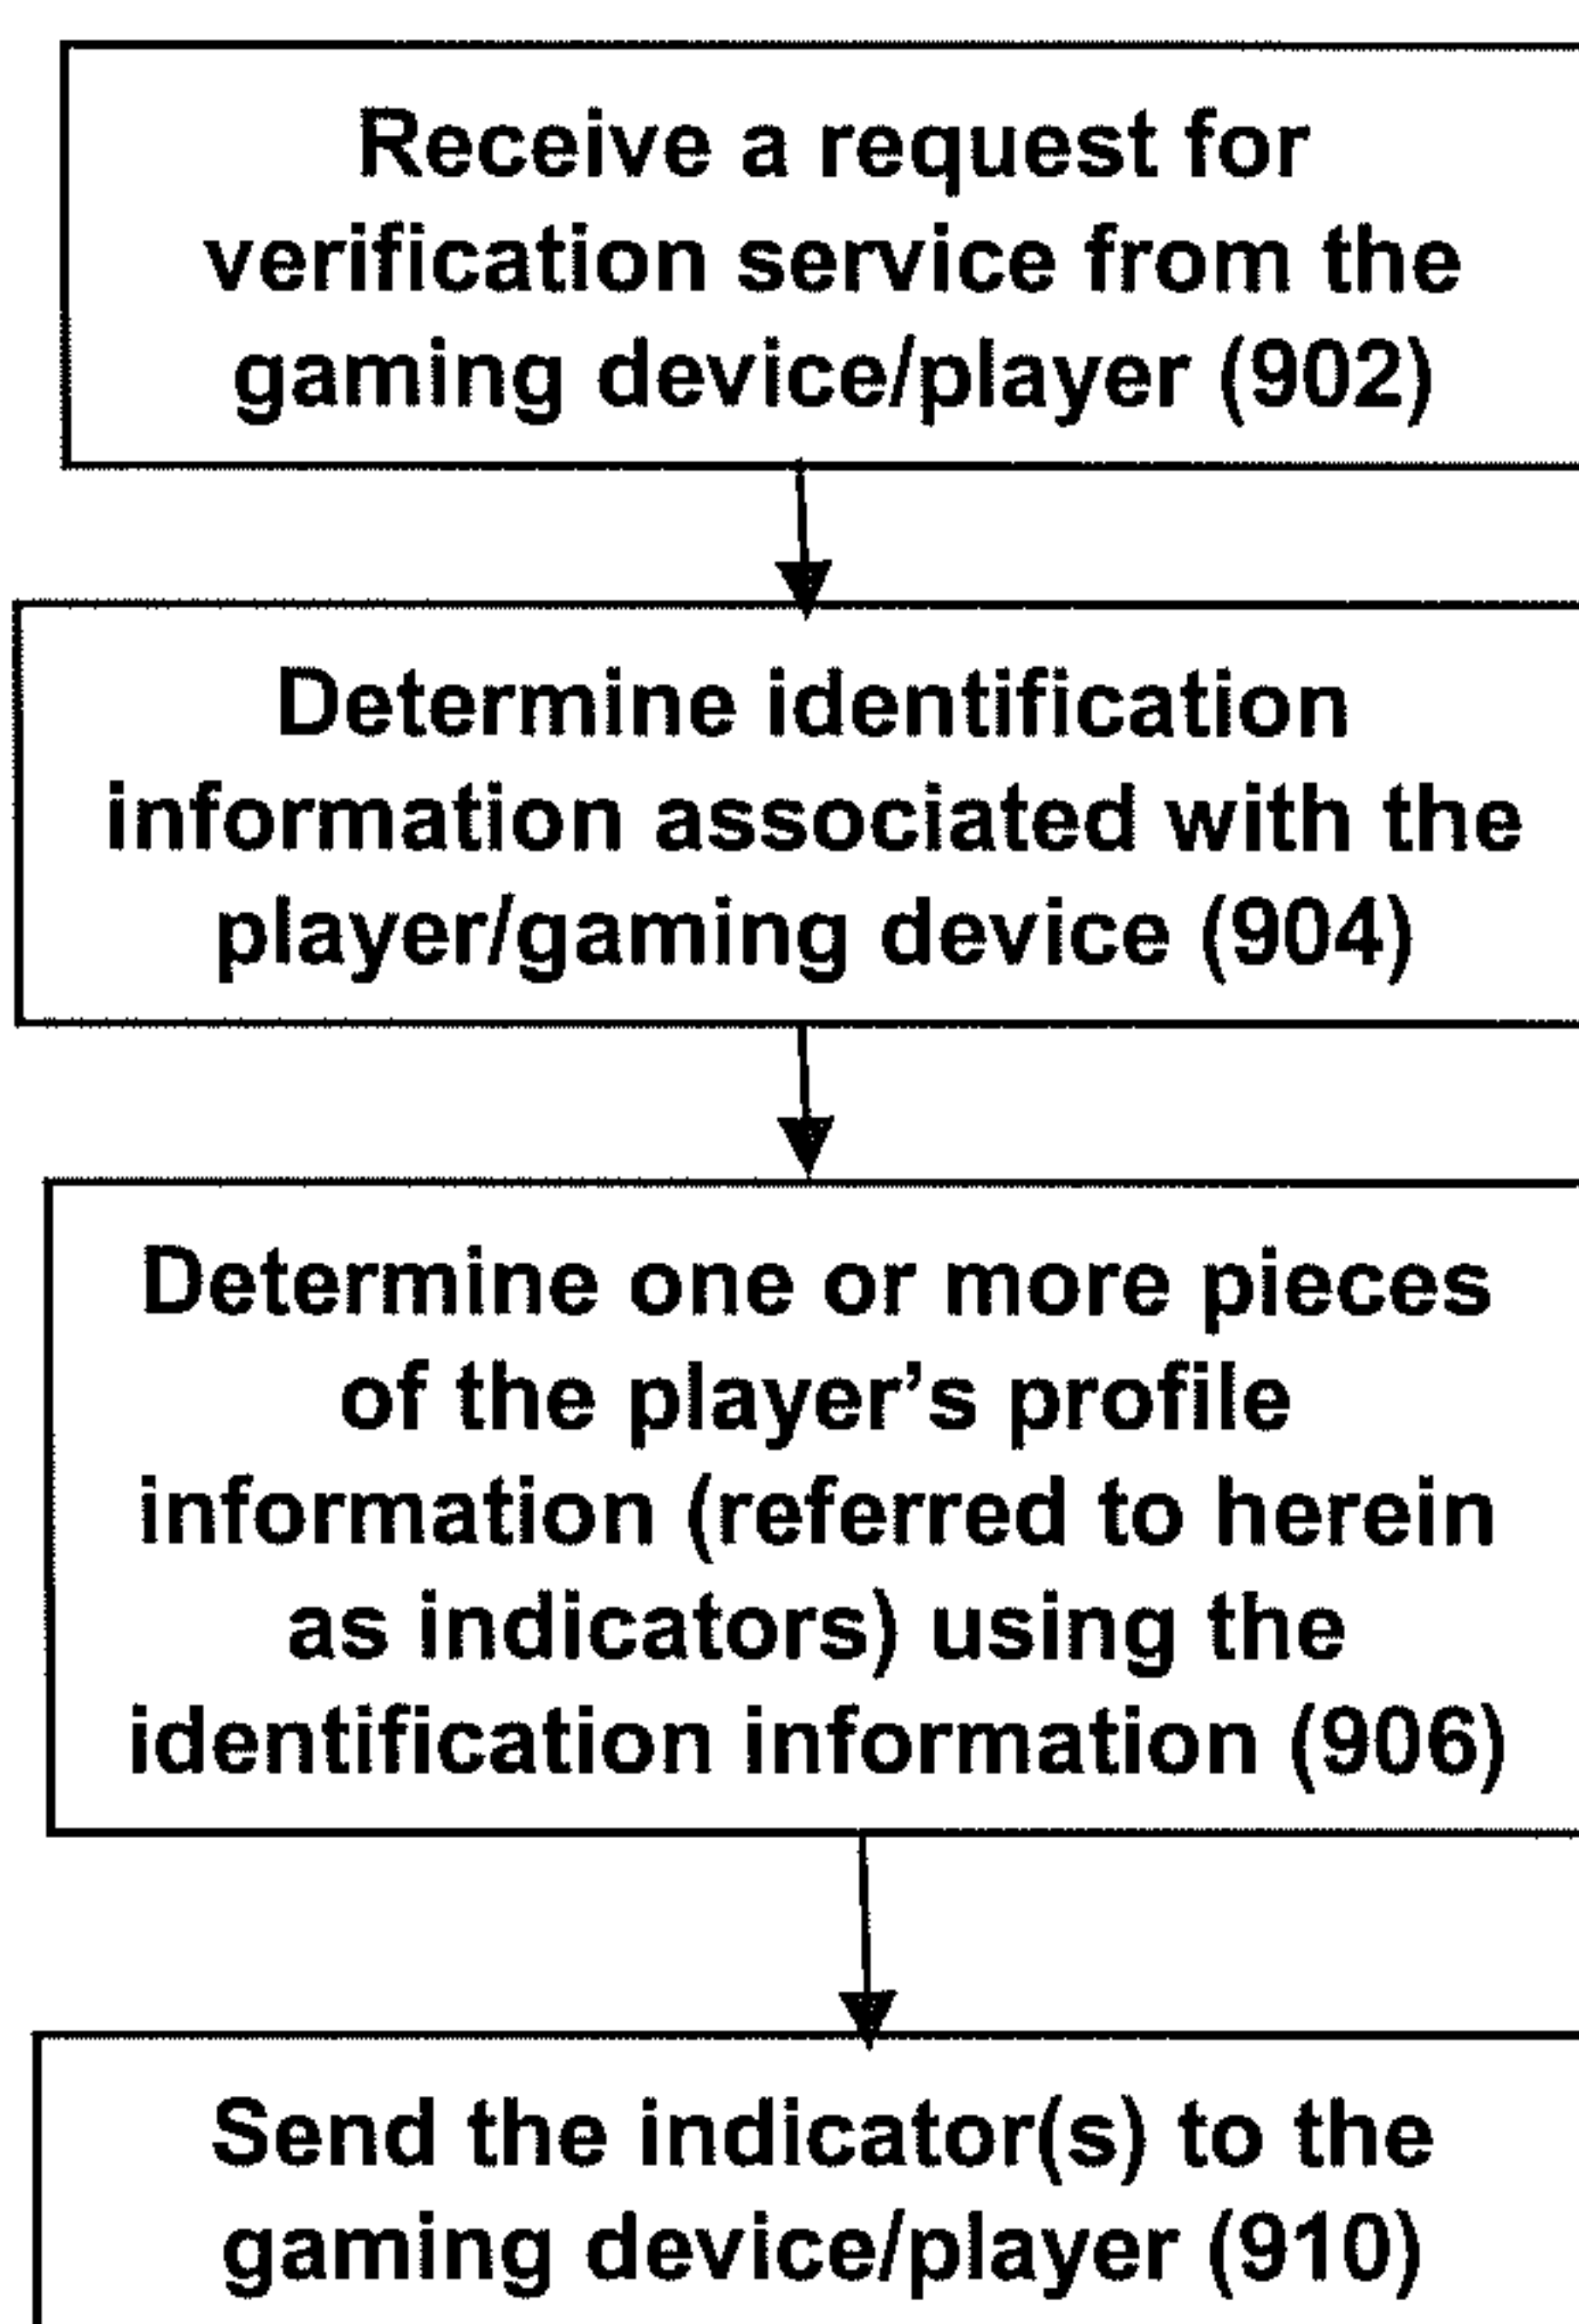 Receive a request for
verification service from the
gaming device/player (902)
Determine identification
information associated with the
player/gaming device (904)
Determine one or more pieces
of the player's profile
information (referred to herein
as indicators) using the
identification information (906)
Send the indicator(s) to the
gaming device/player (910)